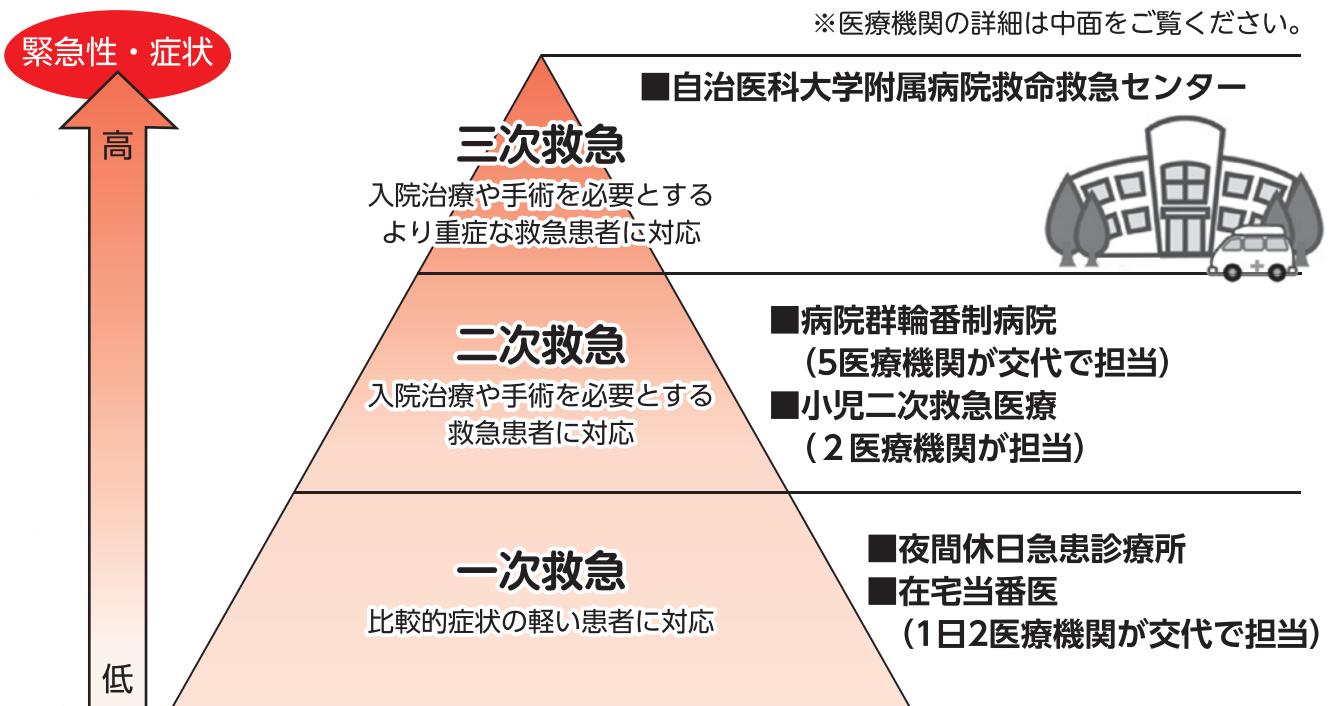 ※医療機関の詳細は中面をご覧ください。
緊急性・症状
高
低
三次救急
入院治療や手術を必要とする
より重症な救急患者に対応
■自治医科大学附属病院救命救急センター
二次救急
入院治療や手術を必要とする
救急患者に対応
■病院群輪番制病院
（5医療機関が交代で担当）
■小児二次救急医療
（２医療機関が担当）
一次救急
比較的症状の軽い患者に対応
■夜間休日急患診療所
■在宅当番医
（1日2医療機関が交代で担当）